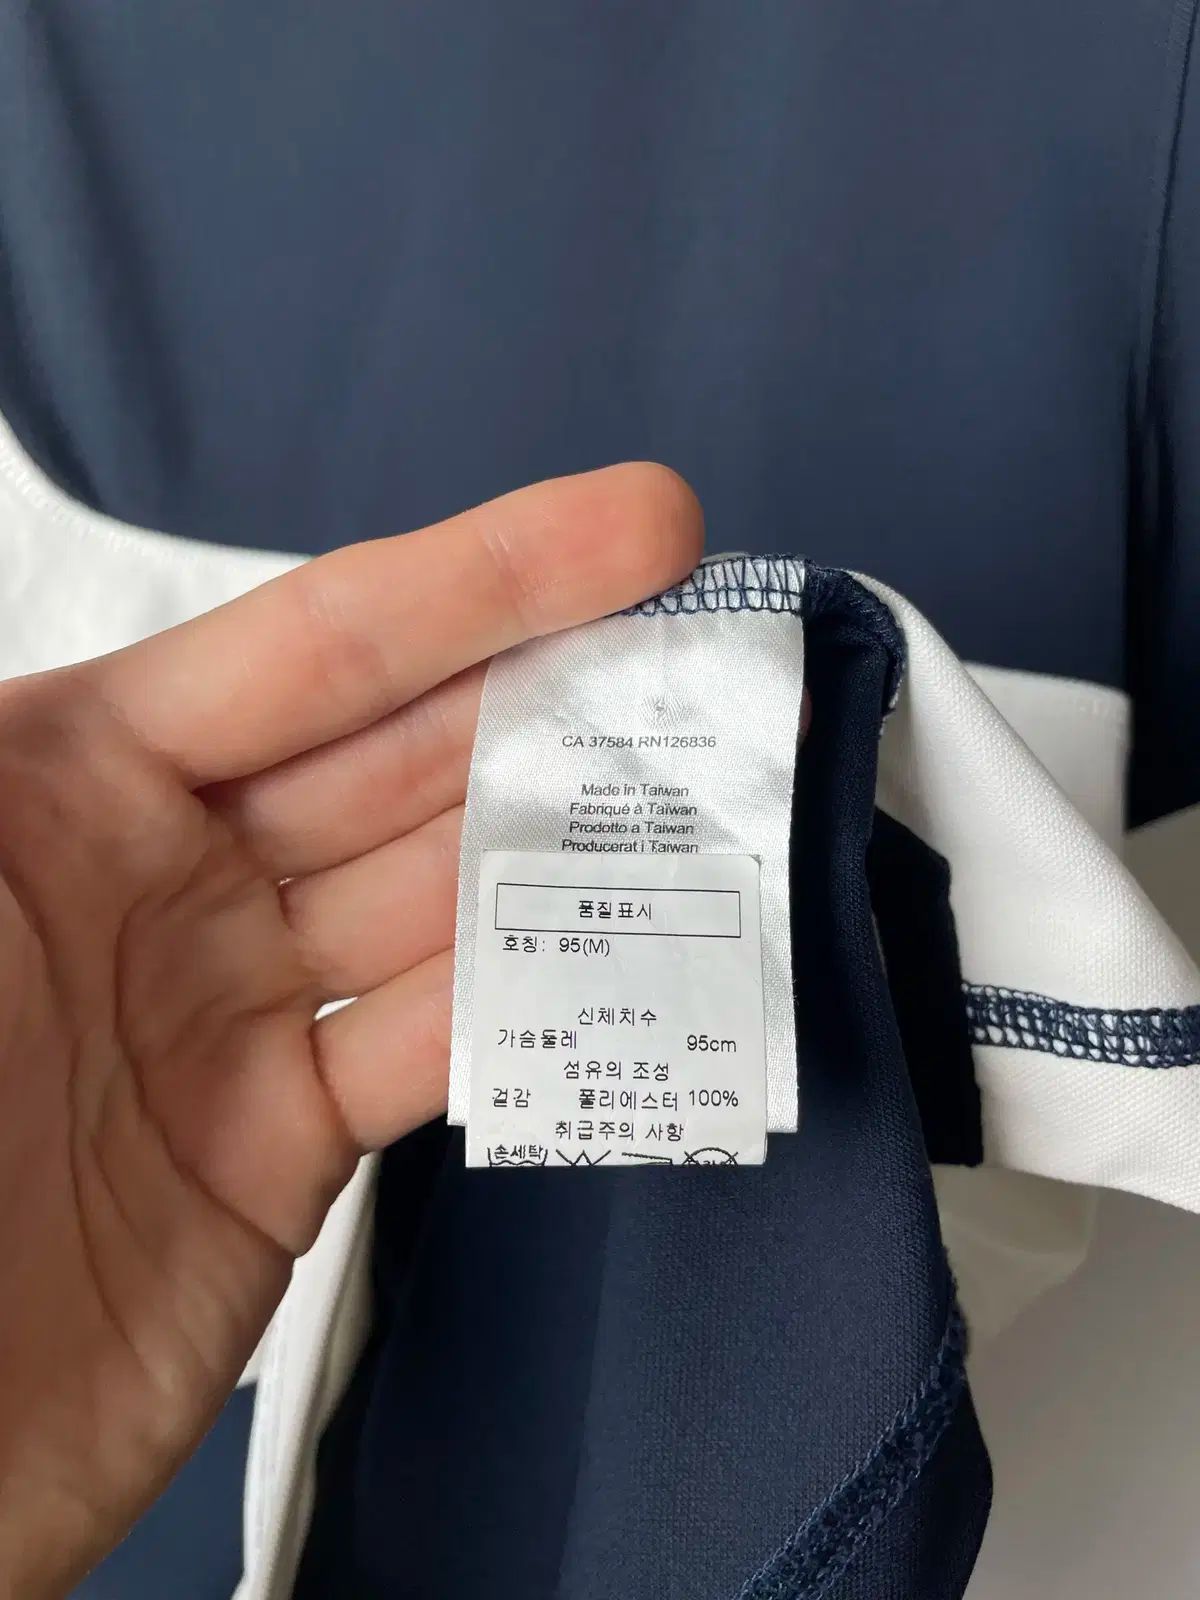 CA 37584 RN126836
Made in Taiwan
Fabriqué à Taïwan
Prodotto a Taiwan
Producerat i Taiwan
품질표시
호칭: 95(M)
신체치수
가슴둘레 95cm
섬유의 조성
겉감 폴리에스터 100%
취급주의 사항
손세탁